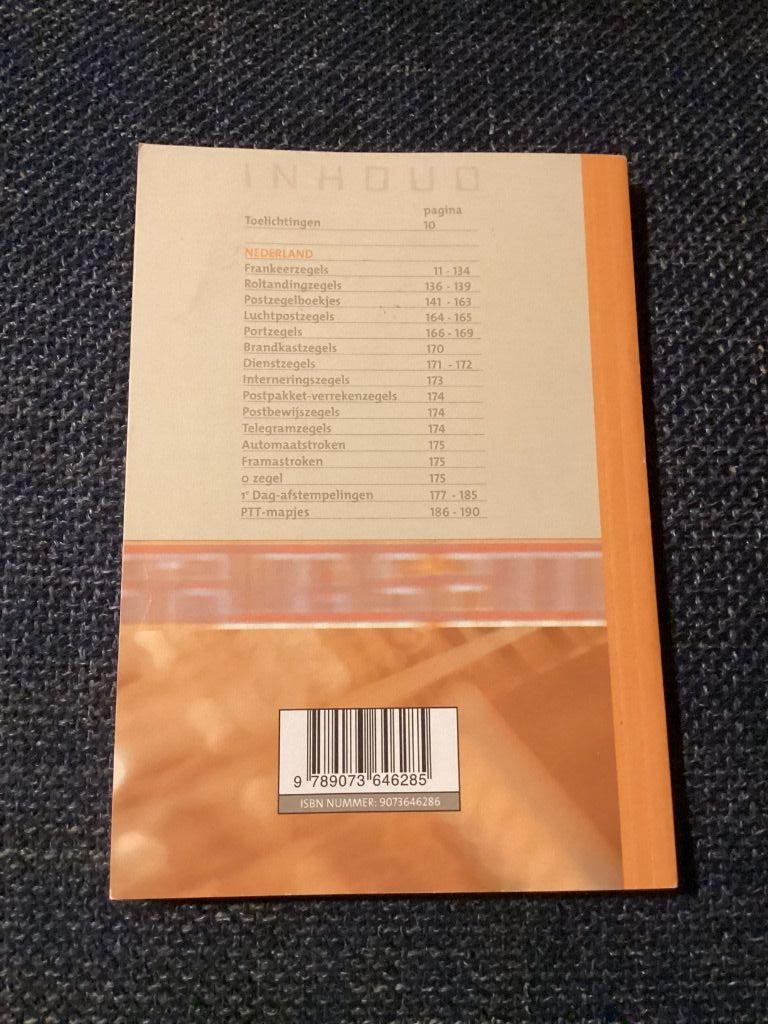 INHOUD
pagina
Toelichtingen 10
NEDERLAND
Frankeerzegels 11 - 134
Roltandingzegels 136 - 139
Postzegelboekjes 141 - 163
Luchtpostzegels 164 - 165
Portzegels 166 - 169
Brandkastzegels 170
Dienstzegels 171 - 172
Interneringszegels 173
Postpakket-verrekenzegels 174
Postbewijszegels 174
Telegramzegels 174
Automaatstroken 175
Framastroken 175
0 zegel 175
1e Dag-afstempelingen 177 - 185
PTT-mapjes 186 - 190
9 789073 646285
ISBN NUMMER: 9073646286